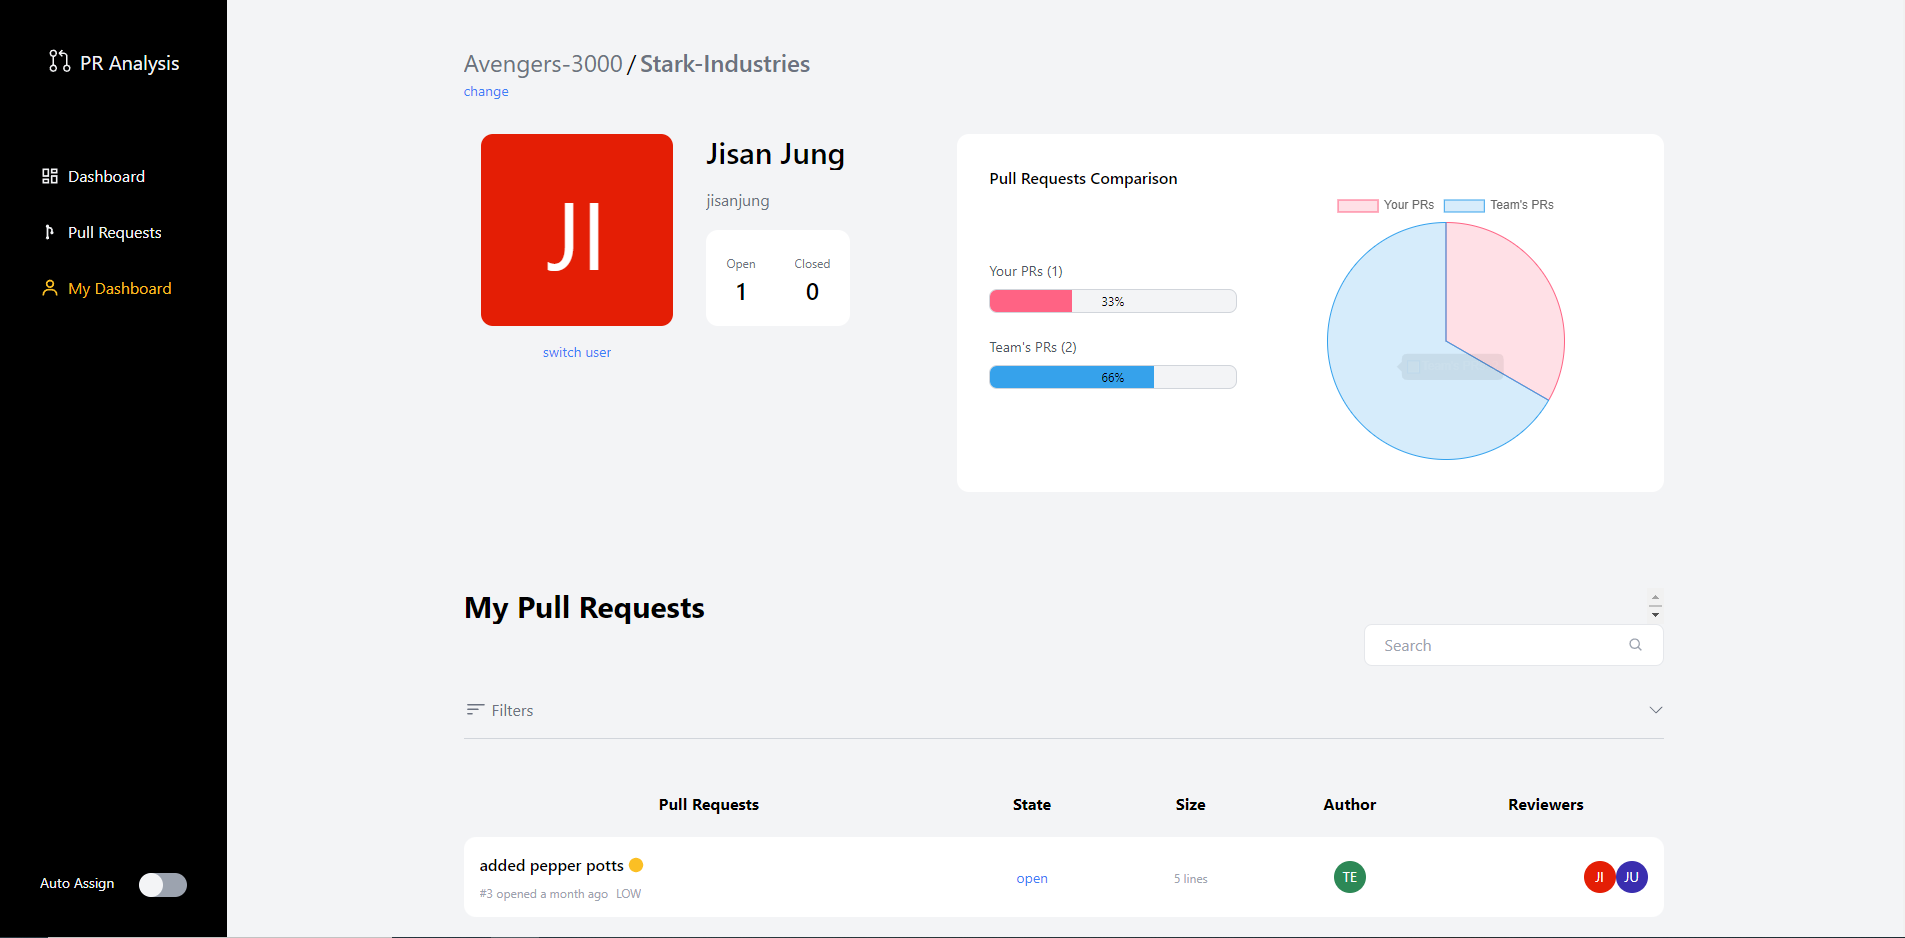 PR Analysis
Dashboard
Pull Requests
My Dashboard
Auto Assign
Avengers-3000 / Stark-Industries
change
JI
switch user
Jisan Jung
jisanjung
Open Closed
1 0
Pull Requests Comparison
Your PRs (1)
33%
Team's PRs (2)
66%
Your PRs Team's PRs
My Pull Requests
Search
Filters
Pull Requests State Size Author Reviewers
added pepper potts
#3 opened a month ago LOW
open
5 lines
TE
JI JU